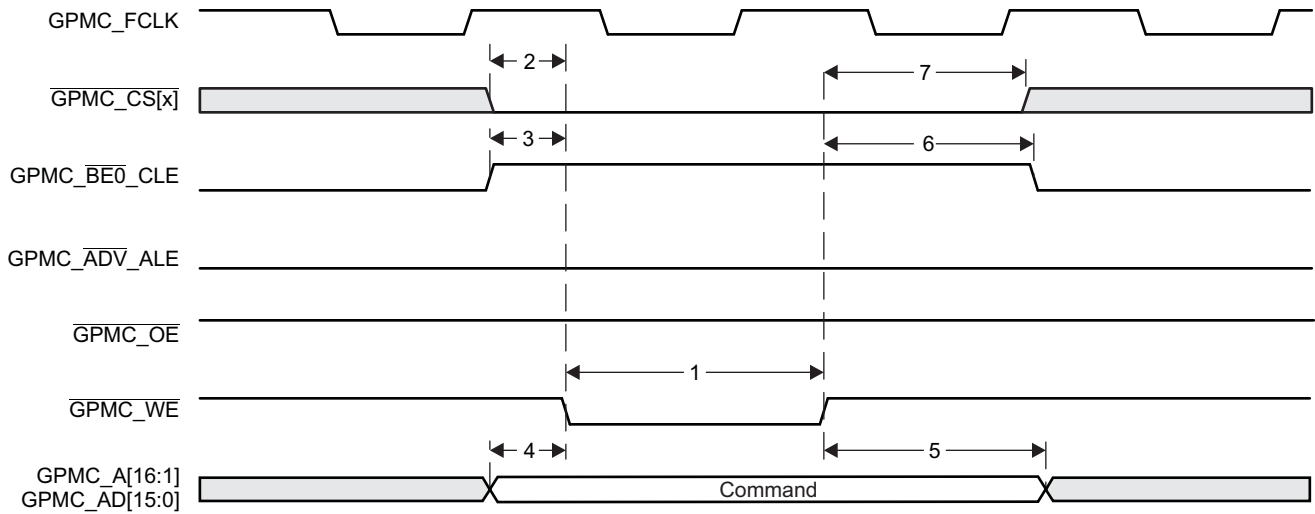 GPMC_FCLK
2
7
GPMC_CS[x]
3
6
GPMC_BE0_CLE
GPMC_ADV_ALE
GPMC_OE
1
GPMC_WE
4
5
GPMC_A[16:1]
GPMC_AD[15:0]
Command